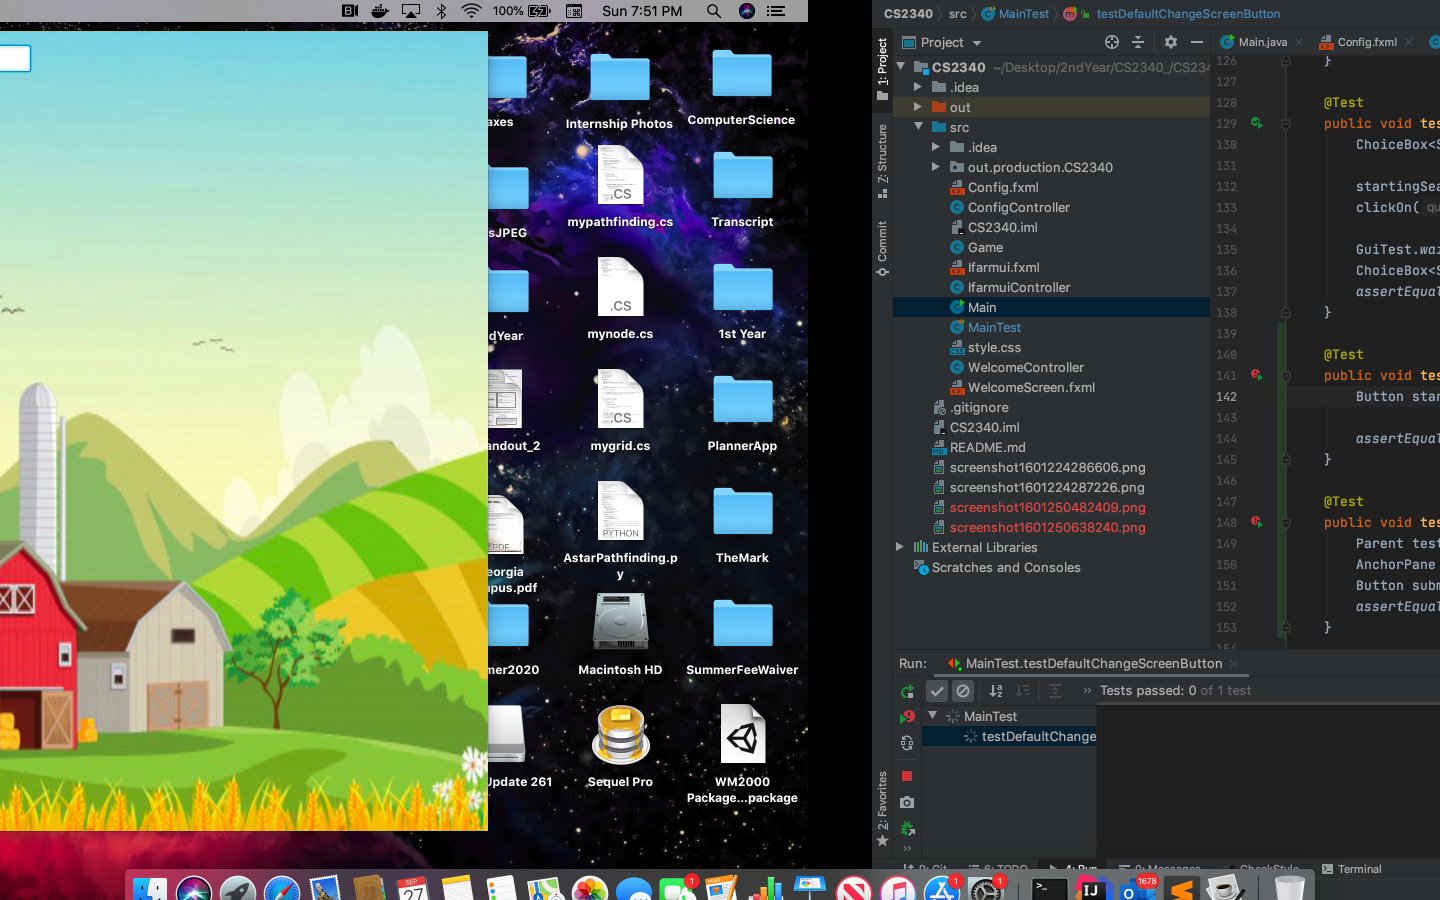 100%
Sun 7:51 PM
axes
Internship Photos
ComputerScience
sJPEG
.CS
mypathfinding.cs
Transcript
dYear
.CS
mynode.cs
1st Year
andout_2
.CS
mygrid.cs
PlannerApp
PDF
eorgia
pus.pdf
PYTHON
AstarPathfinding.p
y
TheMark
mer2020
Macintosh HD
SummerFeeWaiver
Update 261
Sequel Pro
WM2000
Package...package
SEP
27
1
1
1
1678
CS2340 〉 src 〉 MainTest 〉 testDefaultChangeScreenButton
1: Project
7: Structure
Commit
2: Favorites
Project
CS2340 ~/Desktop/2ndYear/CS2340_/CS234
.idea
out
src
.idea
out.production.CS2340
Config.fxml
ConfigController
CS2340.iml
Game
Ifarmui.fxml
IfarmuiController
Main
MainTest
style.css
WelcomeController
WelcomeScreen.fxml
.gitignore
CS2340.iml
README.md
screenshot1601224286606.png
screenshot1601224287226.png
screenshot1601250482409.png
screenshot1601250638240.png
External Libraries
Scratches and Consoles
Main.java
Config.fxml
126 }
127
128 @Test
129 public void tes
130 ChoiceBox<S
131
132 startingSea
133 clickOn( qu
134
135 GuiTest.wai
136 ChoiceBox<S
137 assertEqual
138 }
139
140 @Test
141 public void tes
142 Button star
143
144 assertEqual
145 }
146
147 @Test
148 public void tes
149 Parent test
150 AnchorPane
151 Button subm
152 assertEqual
153 }
Run: MainTest.testDefaultChangeScreenButton
Tests passed: 0 of 1 test
MainTest
testDefaultChange
9: Git
6: TODO
4: Run
0: Messages
CheckStyle
Terminal